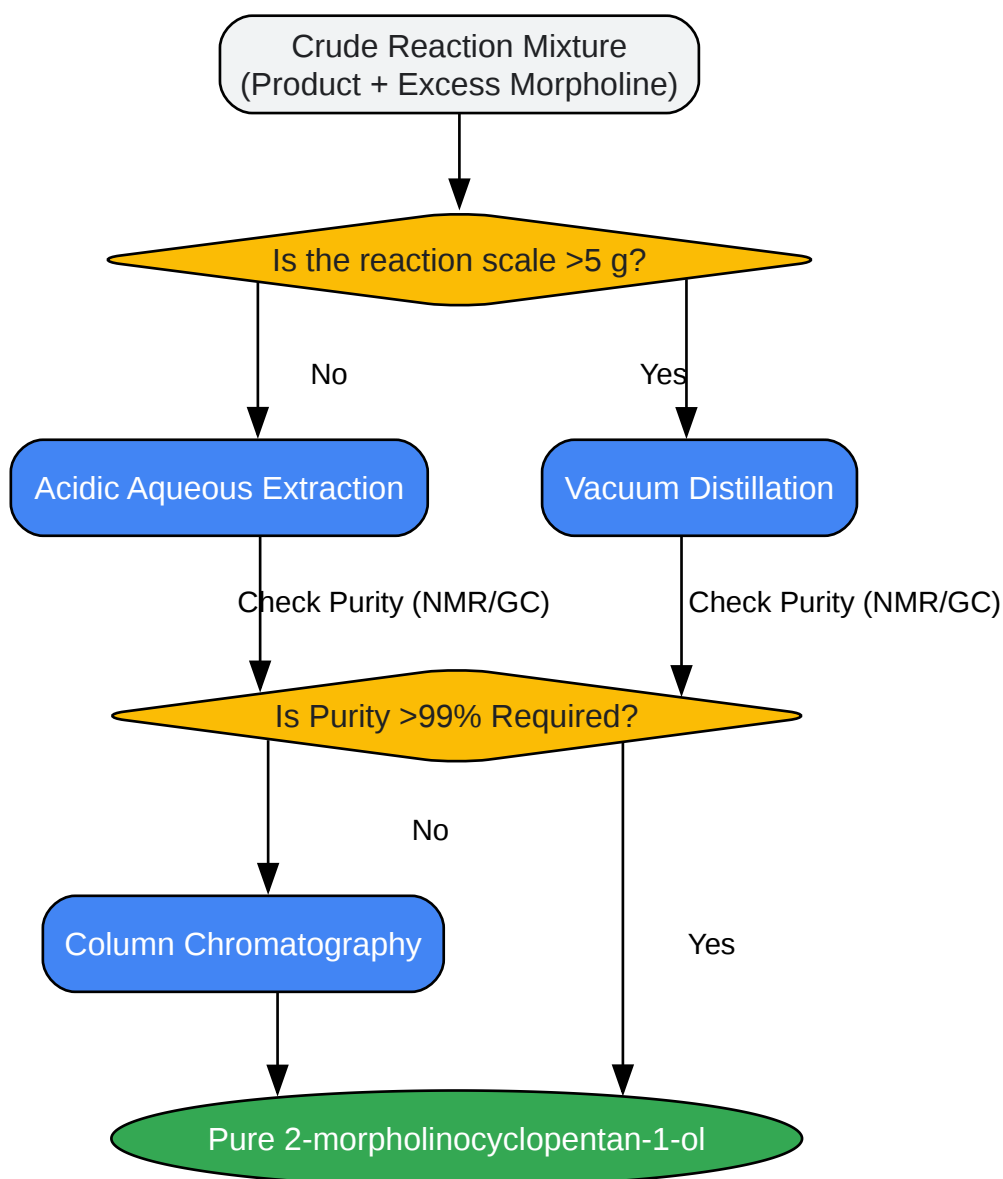 Crude Reaction Mixture
(Product + Excess Morpholine)
Is the reaction scale >5 g?
No
Yes
Acidic Aqueous Extraction
Vacuum Distillation
Check Purity (NMR/GC)
Check Purity (NMR/GC)
Is Purity >99% Required?
No
Column Chromatography
Yes
Pure 2-morpholinocyclopentan-1-ol